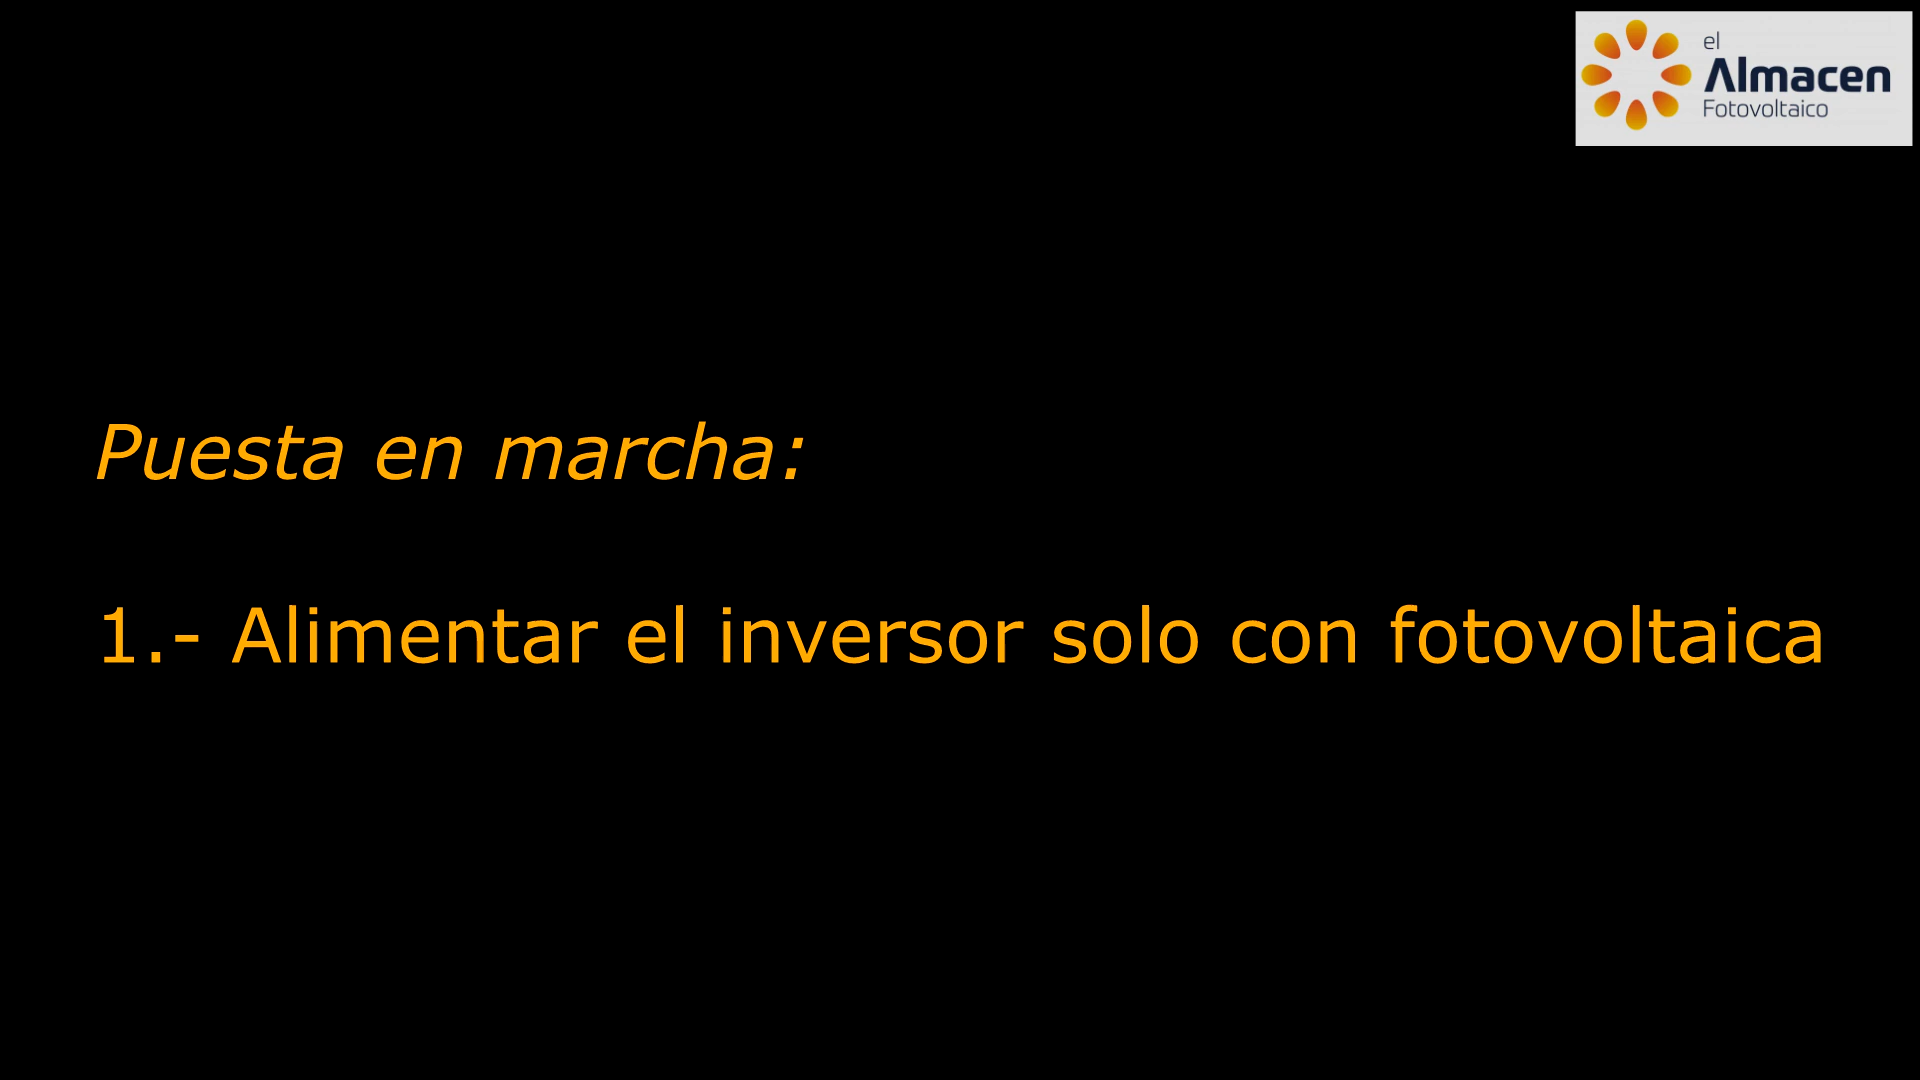 el
Almacen
Fotovoltaico
Puesta en marcha:
1.- Alimentar el inversor solo con fotovoltaica